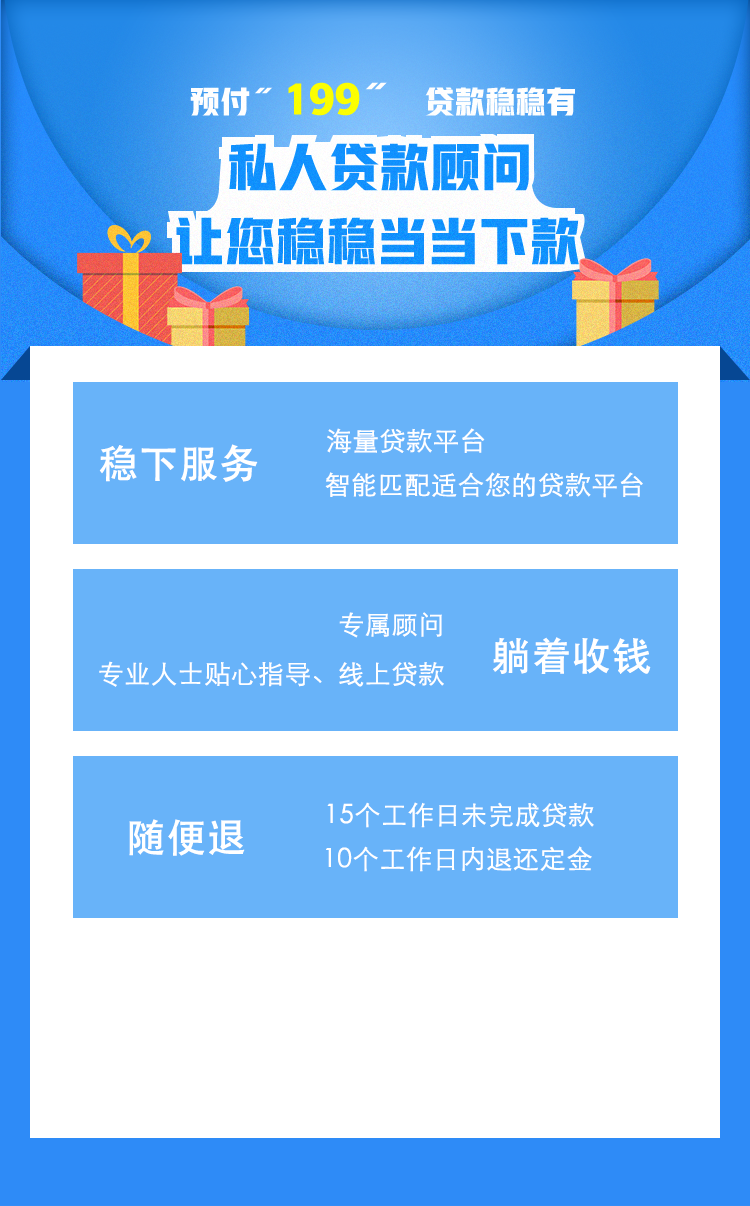 预付“199” 贷款稳稳有
私人贷款顾问
让您稳稳当当下款
稳下服务
海量贷款平台
智能匹配适合您的贷款平台
专属顾问
专业人士贴心指导、线上贷款
躺着收钱
随便退
15个工作日未完成贷款
10个工作日内退还定金